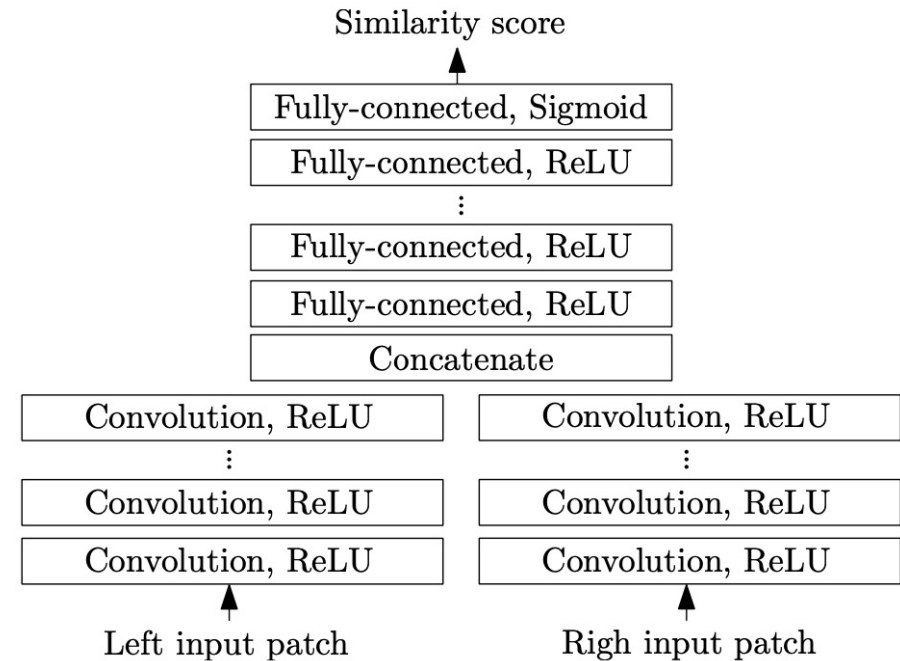 Similarity score
Fully-connected, Sigmoid
Fully-connected, ReLU
⋮
Fully-connected, ReLU
Fully-connected, ReLU
Concatenate
Convolution, ReLU Convolution, ReLU
⋮ ⋮
Convolution, ReLU Convolution, ReLU
Convolution, ReLU Convolution, ReLU
Left input patch Righ input patch